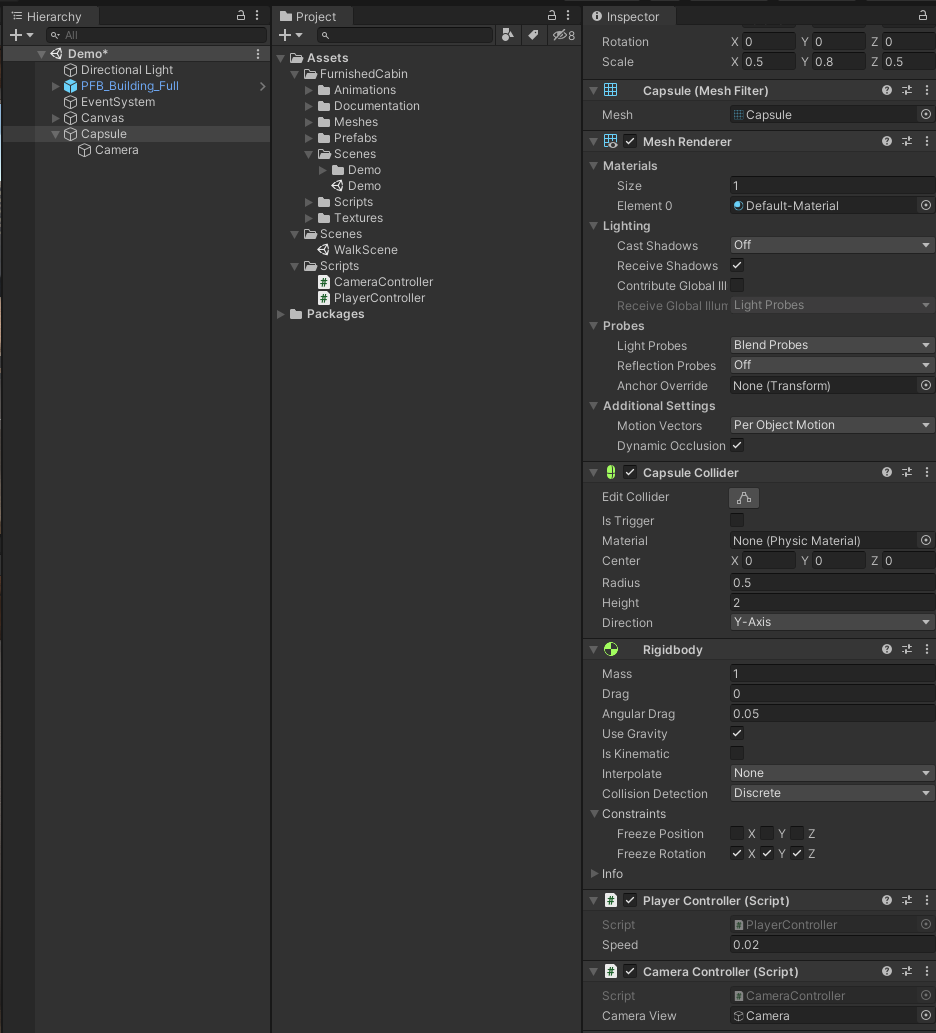 Hierarchy
All
Demo*
Directional Light
PFB_Building_Full
EventSystem
Canvas
Capsule
Camera
Project
8
Assets
FurnishedCabin
Animations
Documentation
Meshes
Prefabs
Scenes
Demo
Demo
Scripts
Textures
Scenes
WalkScene
Scripts
CameraController
PlayerController
Packages
Inspector
Rotation X 0 Y 0 Z 0
Scale X 0.5 Y 0.8 Z 0.5
Capsule (Mesh Filter)
Mesh Capsule
Mesh Renderer
Materials
Size 1
Element 0 Default-Material
Lighting
Cast Shadows Off
Receive Shadows
Contribute Global Ill
Receive Global Illum Light Probes
Probes
Light Probes Blend Probes
Reflection Probes Off
Anchor Override None (Transform)
Additional Settings
Motion Vectors Per Object Motion
Dynamic Occlusion
Capsule Collider
Edit Collider
Is Trigger
Material None (Physic Material)
Center X 0 Y 0 Z 0
Radius 0.5
Height 2
Direction Y-Axis
Rigidbody
Mass 1
Drag 0
Angular Drag 0.05
Use Gravity
Is Kinematic
Interpolate None
Collision Detection Discrete
Constraints
Freeze Position X Y Z
Freeze Rotation X Y Z
Info
# Player Controller (Script)
Script PlayerController
Speed 0.02
# Camera Controller (Script)
Script CameraController
Camera View Camera